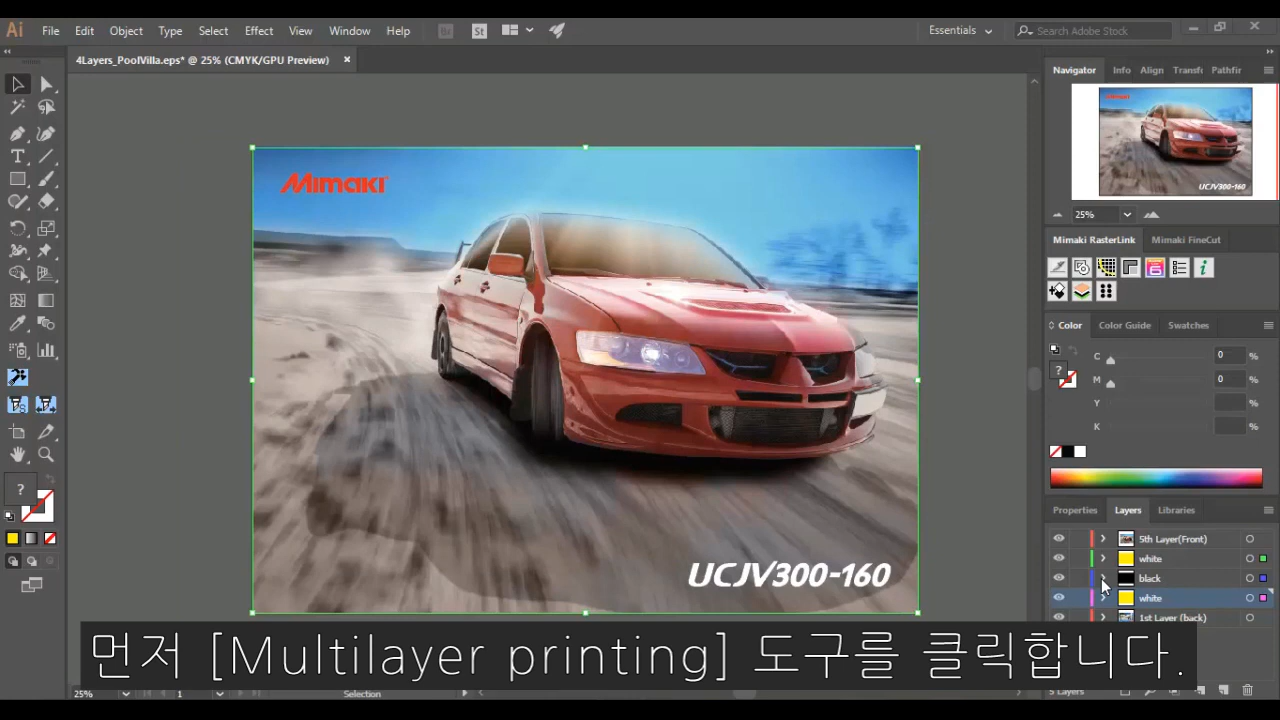 Ai File Edit Object Type Select Effect View Window Help Br St Essentials Search Adobe Stock
4Layers_PoolVilla.eps* @ 25% (CMYK/GPU Preview) ×
Navigator Info Align Transf Pathfir
25%
Mimaki RasterLink Mimaki FineCut
Color Color Guide Swatches
C 0 %
M 0 %
Y %
K %
Properties Layers Libraries
5th Layer(Front)
white
black
white
1st Layer (back)
5 Layers
Mimaki
UCJV300-160
먼저 [Multilayer printing] 도구를 클릭합니다.
25% 1 Selection